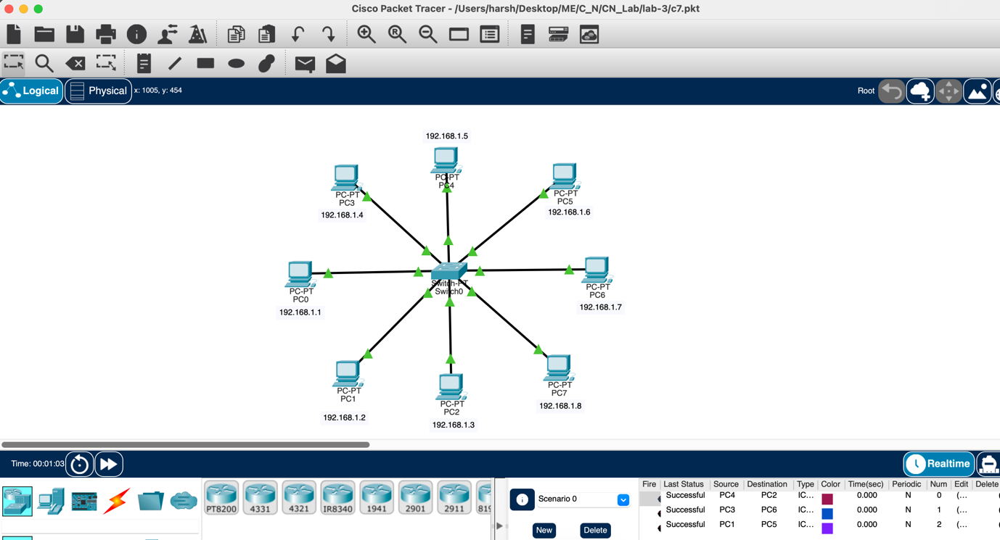 Cisco Packet Tracer - /Users/harsh/Desktop/ME/C_N/CN_Lab/lab-3/c7.pkt
Logical
Physical
x: 1005, y: 454
Root
192.168.1.5
PC-PT
PC4
PC-PT
PC3
192.168.1.4
PC-PT
PC5
192.168.1.6
PC-PT
PC0
192.168.1.1
Switch-PT
Switch0
PC-PT
PC6
192.168.1.7
PC-PT
PC1
192.168.1.2
PC-PT
PC2
192.168.1.3
PC-PT
PC7
192.168.1.8
Time: 00:01:03
Realtime
PT8200
4331
4321
IR8340
1941
2901
2911
819
Scenario 0
New
Delete
Fire Last Status Source Destination Type Color Time(sec) Periodic Num Edit Delete
Successful PC4 PC2 IC... 0.000 N 0 (...
Successful PC3 PC6 IC... 0.000 N 1 (...
Successful PC1 PC5 IC... 0.000 N 2 (...